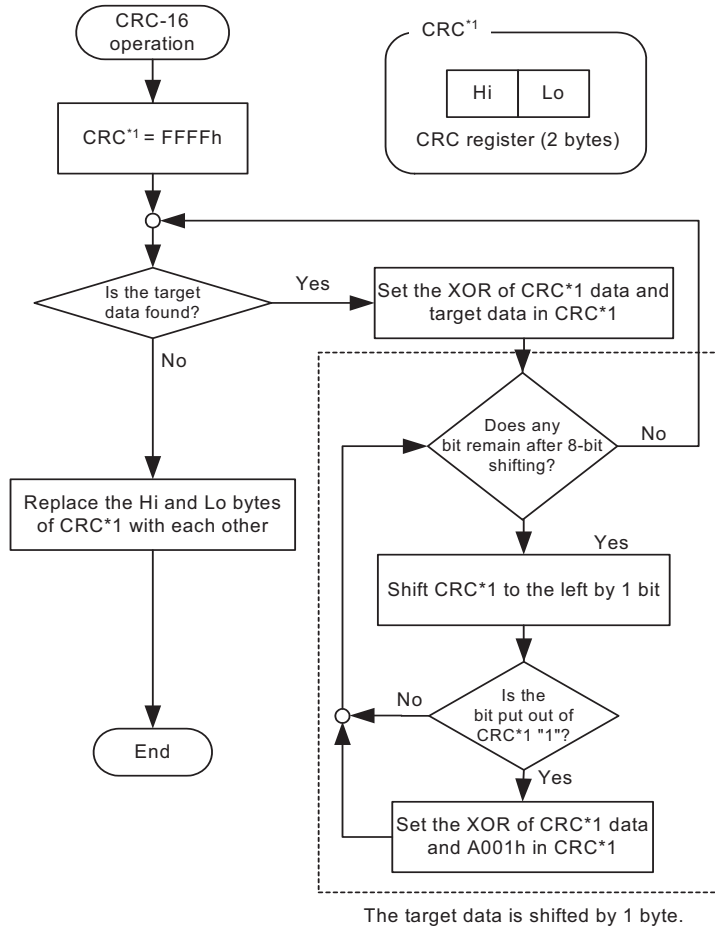 CRC-16
operation
CRC*1
Hi
Lo
CRC register (2 bytes)
CRC*1 = FFFFh
Is the target
data found?
Yes
Set the XOR of CRC*1 data and
target data in CRC*1
No
Does any
bit remain after 8-bit
shifting?
No
Replace the Hi and Lo bytes
of CRC*1 with each other
Yes
Shift CRC*1 to the left by 1 bit
Is the
bit put out of
CRC*1 "1"?
No
Yes
End
Set the XOR of CRC*1 data
and A001h in CRC*1
The target data is shifted by 1 byte.